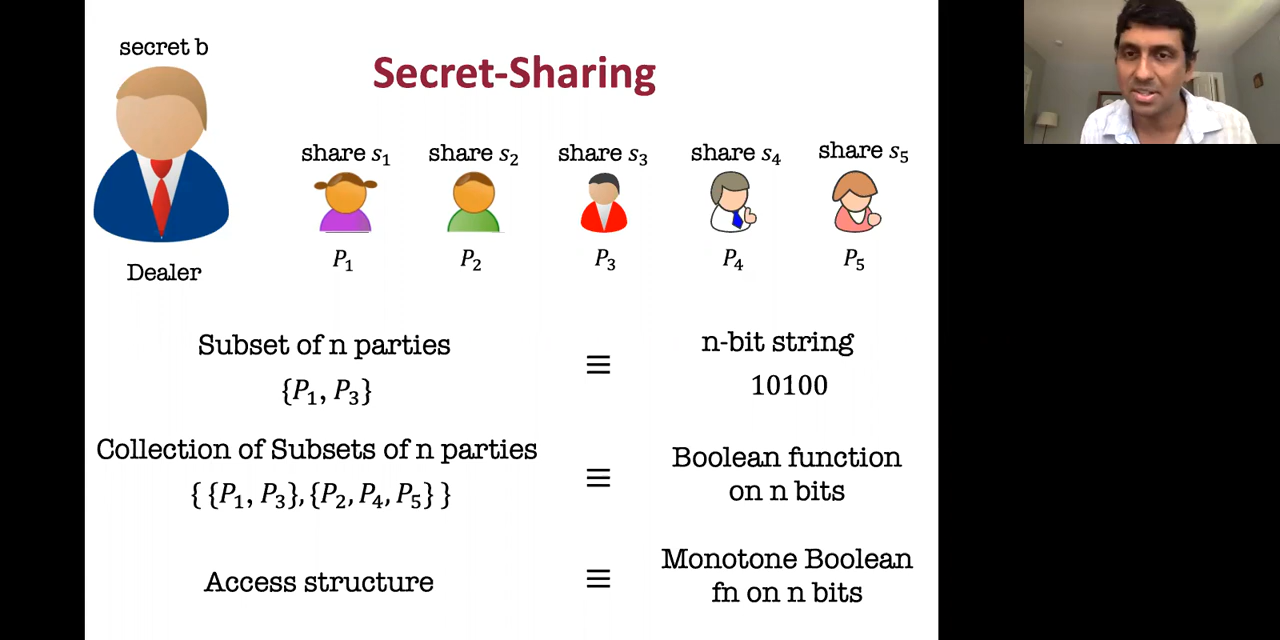 secret b
Secret-Sharing
share s₁ share s₂ share s₃ share s₄ share s₅
P₁ P₂ P₃ P₄ P₅
Dealer
Subset of n parties ≡ n-bit string
{P₁, P₃} 10100
Collection of Subsets of n parties ≡ Boolean function
on n bits
{ {P₁, P₃}, {P₂, P₄, P₅} }
Access structure ≡ Monotone Boolean
fn on n bits